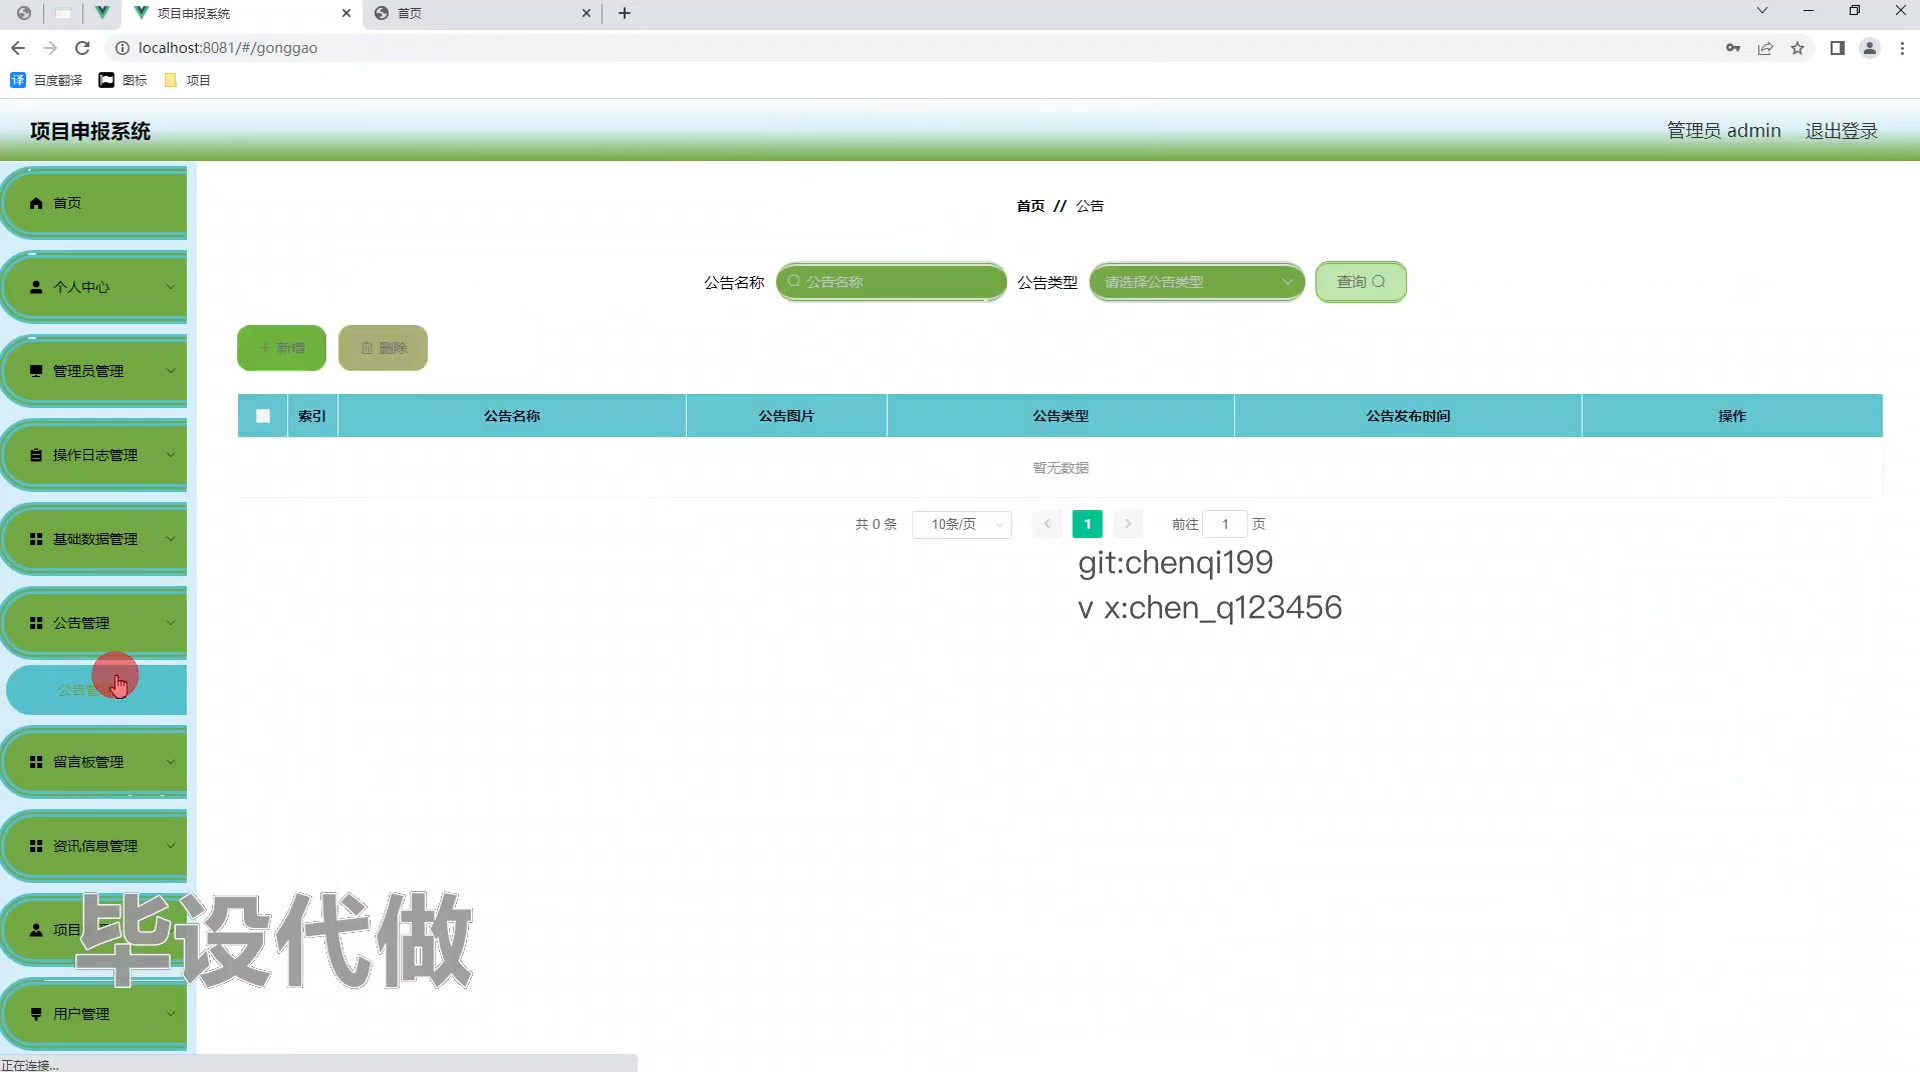 项目申报系统
首页
localhost:8081/#/gonggao
百度翻译
图标
项目
项目申报系统
管理员 admin
退出登录
首页
个人中心
管理员管理
操作日志管理
基础数据管理
公告管理
公告管
留言板管理
资讯信息管理
项目
用户管理
首页 // 公告
公告名称
公告名称
公告类型
请选择公告类型
查询
新增
删除
索引
公告名称
公告图片
公告类型
公告发布时间
操作
暂无数据
共 0 条
10条/页
1
前往
1
页
git:chenqi199
v x:chen_q123456
毕设代做
正在连接...